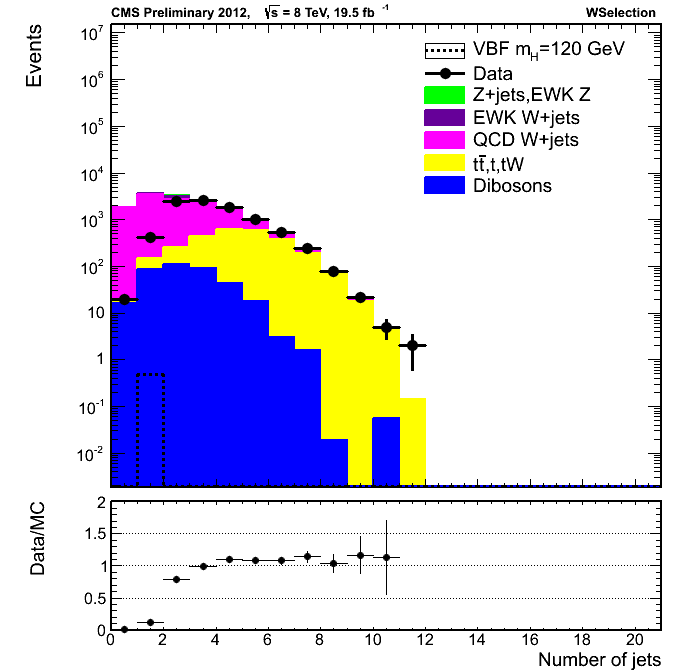 CMS Preliminary 2012, √s = 8 TeV, 19.5 fb⁻¹ WSelection
Events
10⁷
10⁶
10⁵
10⁴
10³
10²
10
1
10⁻¹
10⁻²
VBF m_H=120 GeV
Data
Z+jets,EWK Z
EWK W+jets
QCD W+jets
tt̄,t,tW
Dibosons
Data/MC
2
1.5
1
0.5
0
0 2 4 6 8 10 12 14 16 18 20
Number of jets